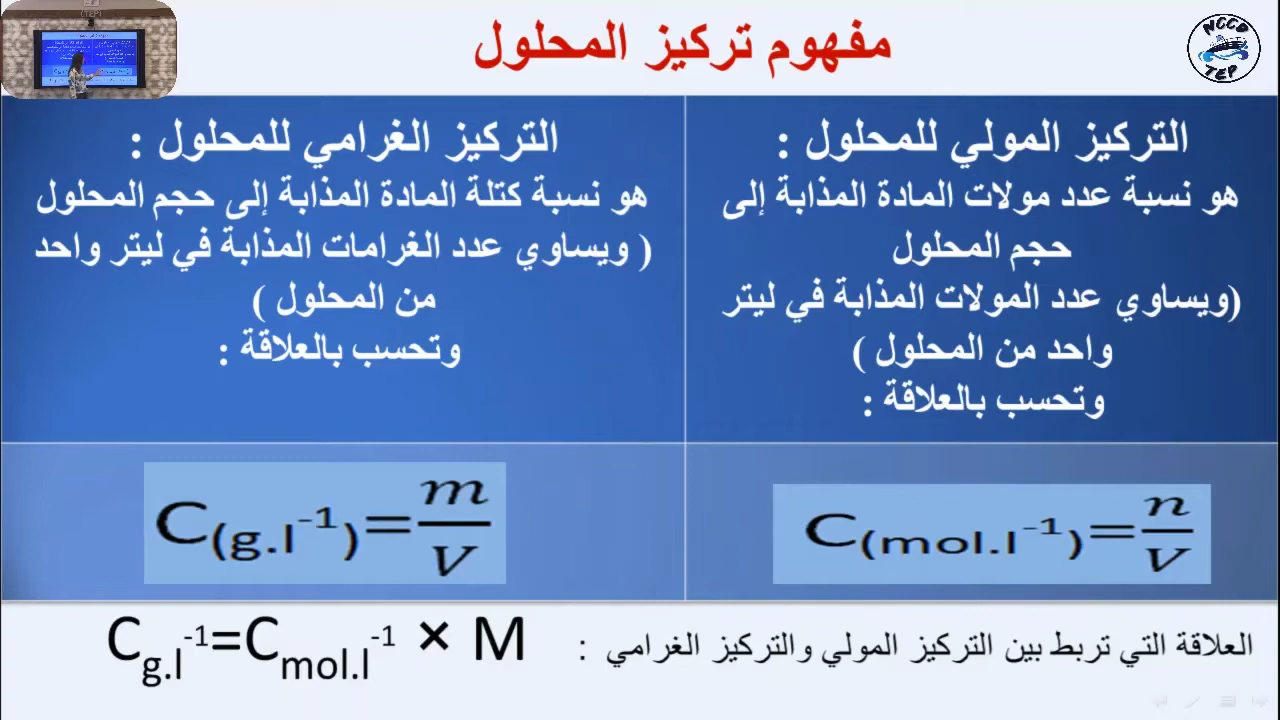 مفهوم تركيز المحلول
NCCD
TEP
(TEP)
التركيز المولي للمحلول :
هو نسبة عدد مولات المادة المذابة إلى
حجم المحلول
(ويساوي عدد المولات المذابة في ليتر
واحد من المحلول )
وتحسب بالعلاقة :
التركيز الغرامي للمحلول :
هو نسبة كتلة المادة المذابة إلى حجم المحلول
( ويساوي عدد الغرامات المذابة في ليتر واحد
من المحلول )
وتحسب بالعلاقة :
C(mol.l⁻¹)=n/V
C(g.l⁻¹)=m/V
العلاقة التي تربط بين التركيز المولي والتركيز الغرامي :
Cg.l⁻¹=Cmol.l⁻¹ × M